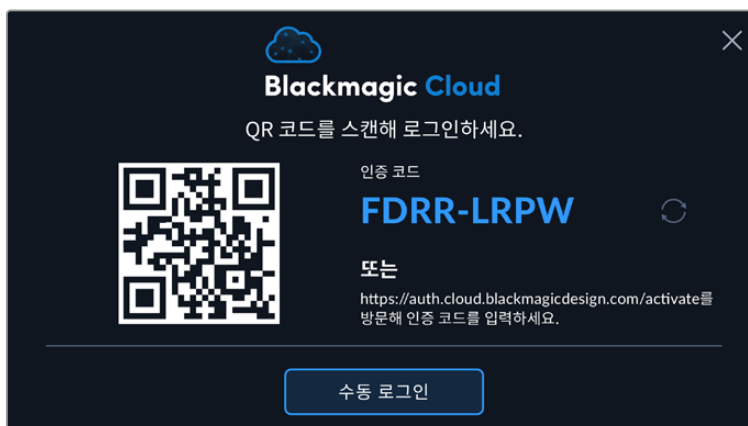 Blackmagic Cloud
QR 코드를 스캔해 로그인하세요.
인증 코드
FDRR-LRPW
또는
https://auth.cloud.blackmagicdesign.com/activate를
방문해 인증 코드를 입력하세요.
수동 로그인